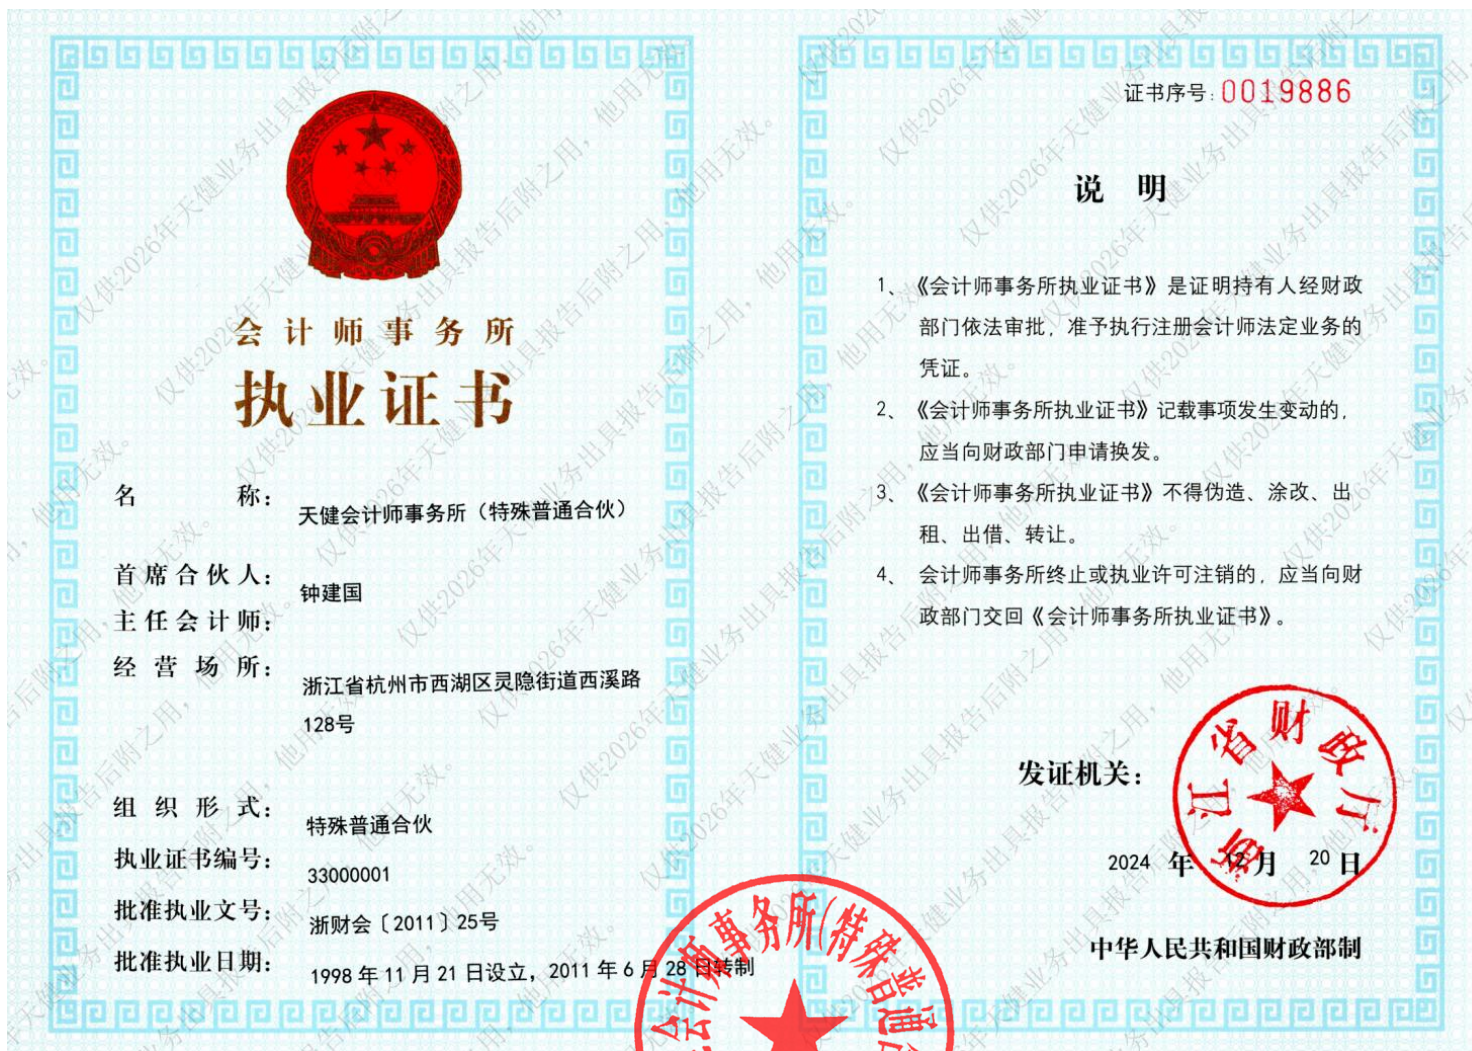 会计师事务所
执业证书
名称：
天健会计师事务所（特殊普通合伙）
首席合伙人：
钟建国
主任会计师：
经营场所：
浙江省杭州市西湖区灵隐街道西溪路
128号
组织形式：
特殊普通合伙
执业证书编号：
33000001
批准执业文号：
浙财会〔2011〕25号
批准执业日期：
1998年11月21日设立，2011年6月28日转制
证书序号：0019886
说明
1、《会计师事务所执业证书》是证明持有人经财政
部门依法审批，准予执行注册会计师法定业务的
凭证。
2、《会计师事务所执业证书》记载事项发生变动的，
应当向财政部门申请换发。
3、《会计师事务所执业证书》不得伪造、涂改、出
租、出借、转让。
4、会计师事务所终止或执业许可注销的，应当向财
政部门交回《会计师事务所执业证书》。
发证机关：
浙江省财政厅
2024年12月20日
中华人民共和国财政部制
会计师事务所(特殊普通合
仅供2026年天健业务出具报告后附之用，他用无效。